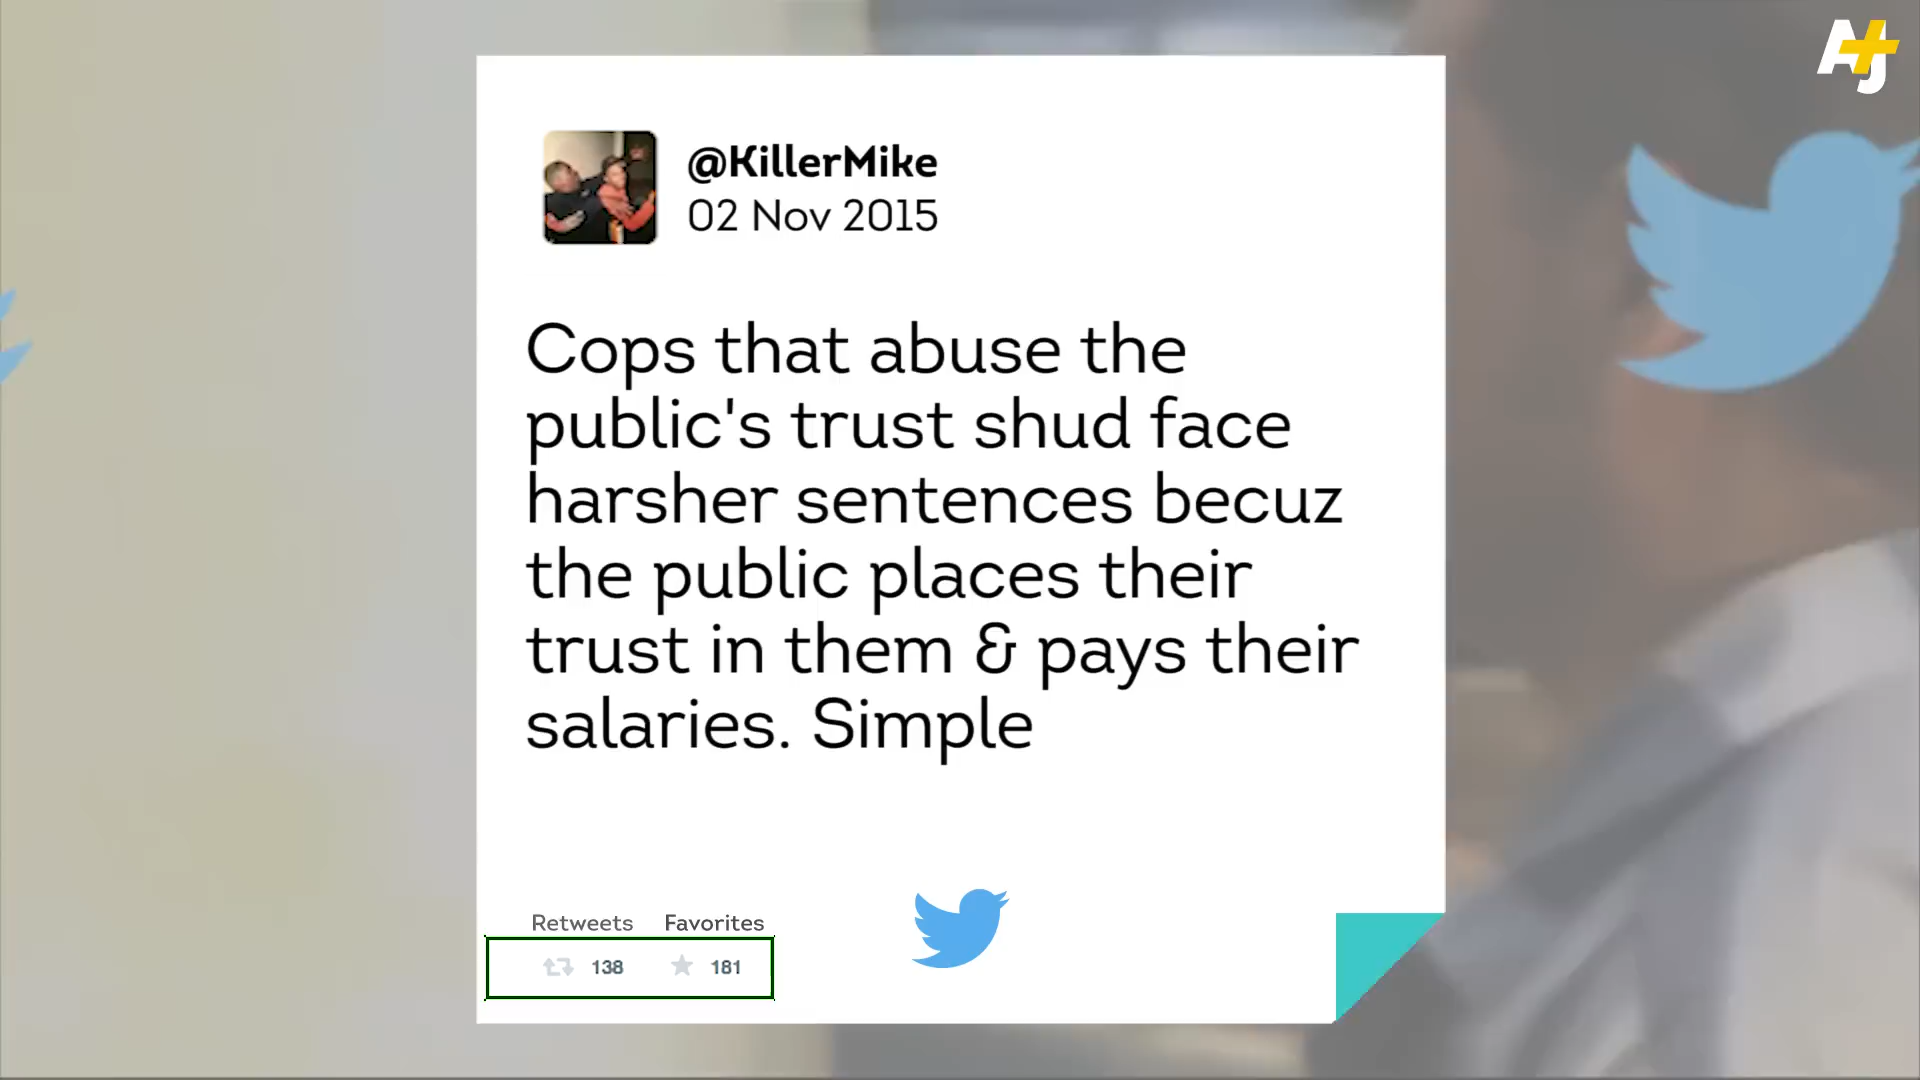 AJ+
@KillerMike
02 Nov 2015
Cops that abuse the
public's trust shud face
harsher sentences becuz
the public places their
trust in them & pays their
salaries. Simple
Retweets Favorites
138 181